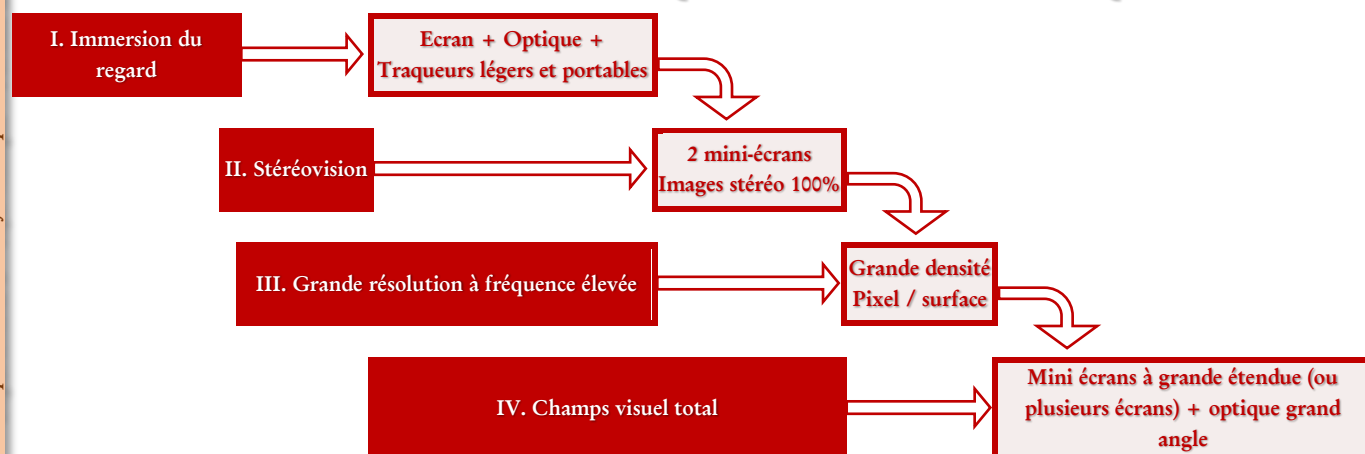 I. Immersion du
regard
Ecran + Optique +
Traqueurs légers et portables
II. Stéréovision
2 mini-écrans
Images stéréo 100%
III. Grande résolution à fréquence élevée
Grande densité
Pixel / surface
IV. Champs visuel total
Mini écrans à grande étendue (ou
plusieurs écrans) + optique grand
angle